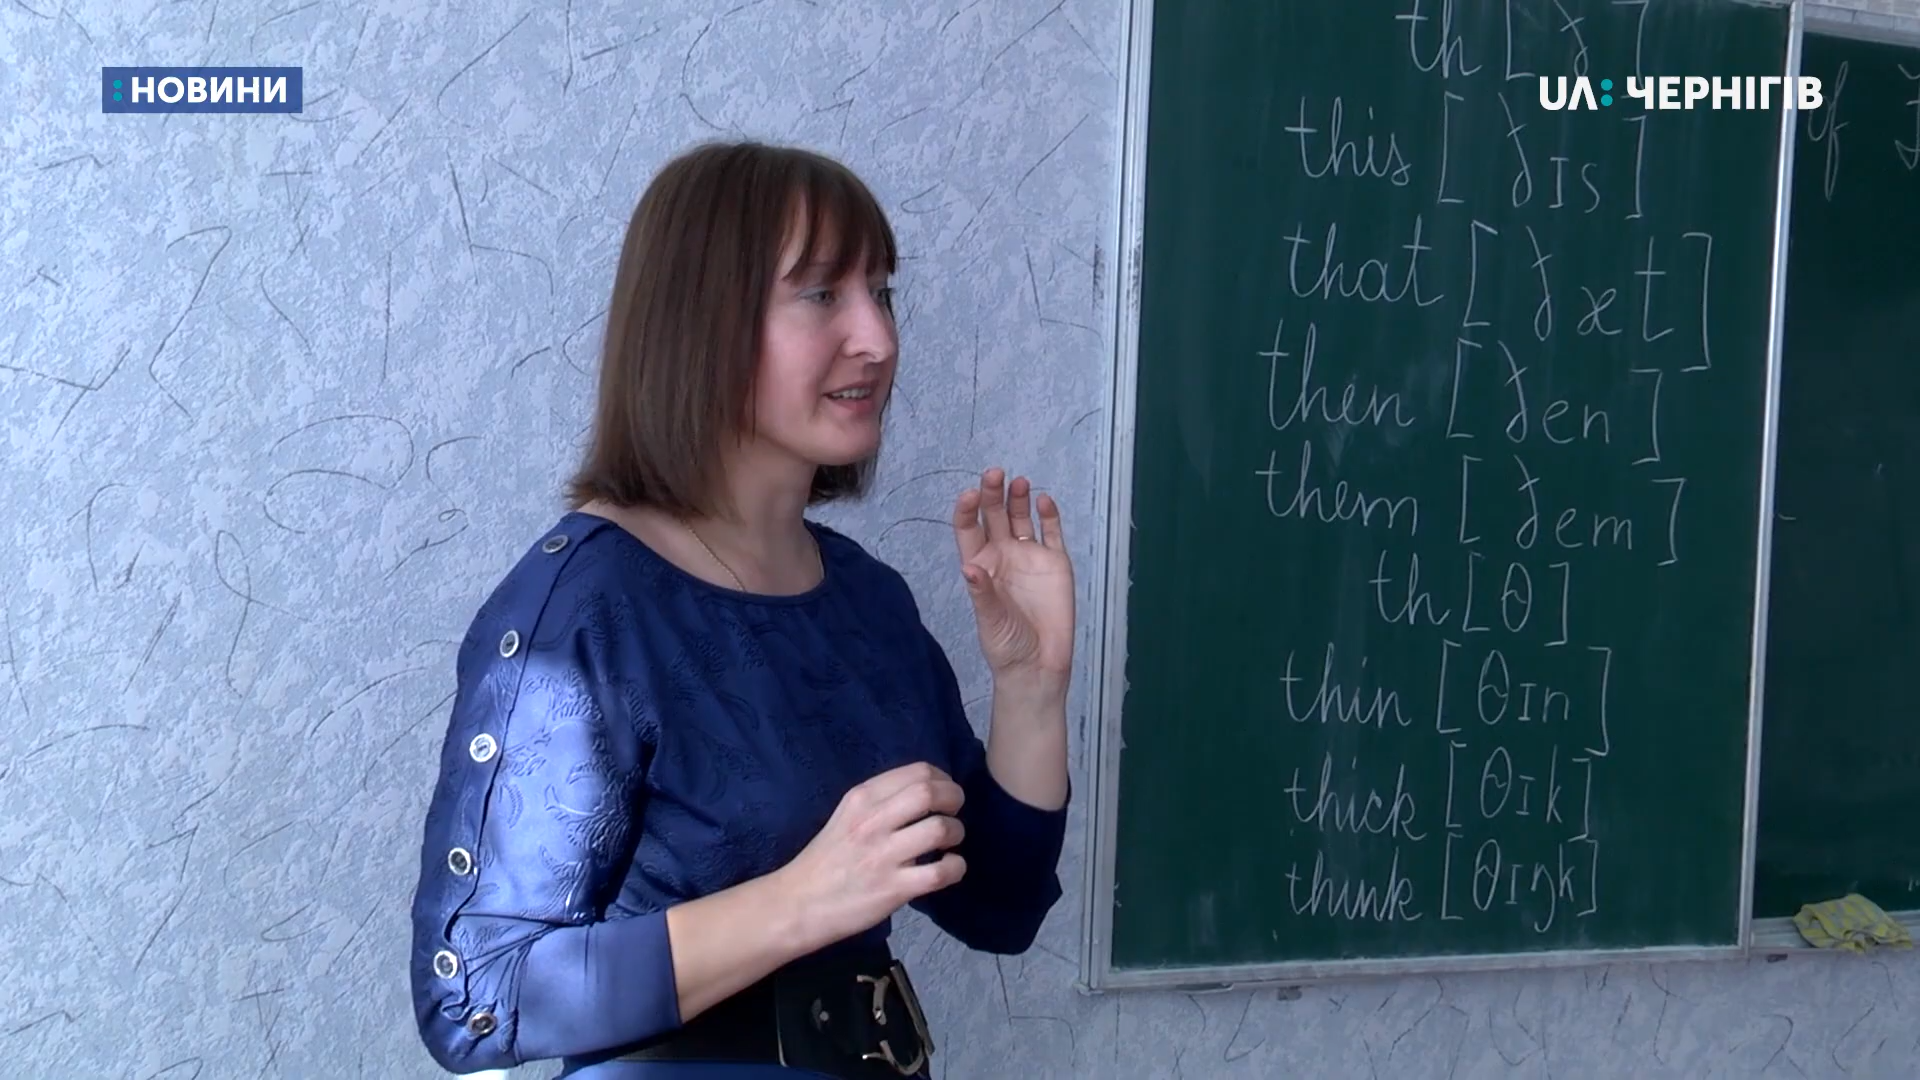 :НОВИНИ
UA: ЧЕРНІГІВ
th [ð]
this [ðɪs]
that [ðæt]
then [ðen]
them [ðem]
th [θ]
thin [θɪn]
thick [θɪk]
think [θɪŋk]
of